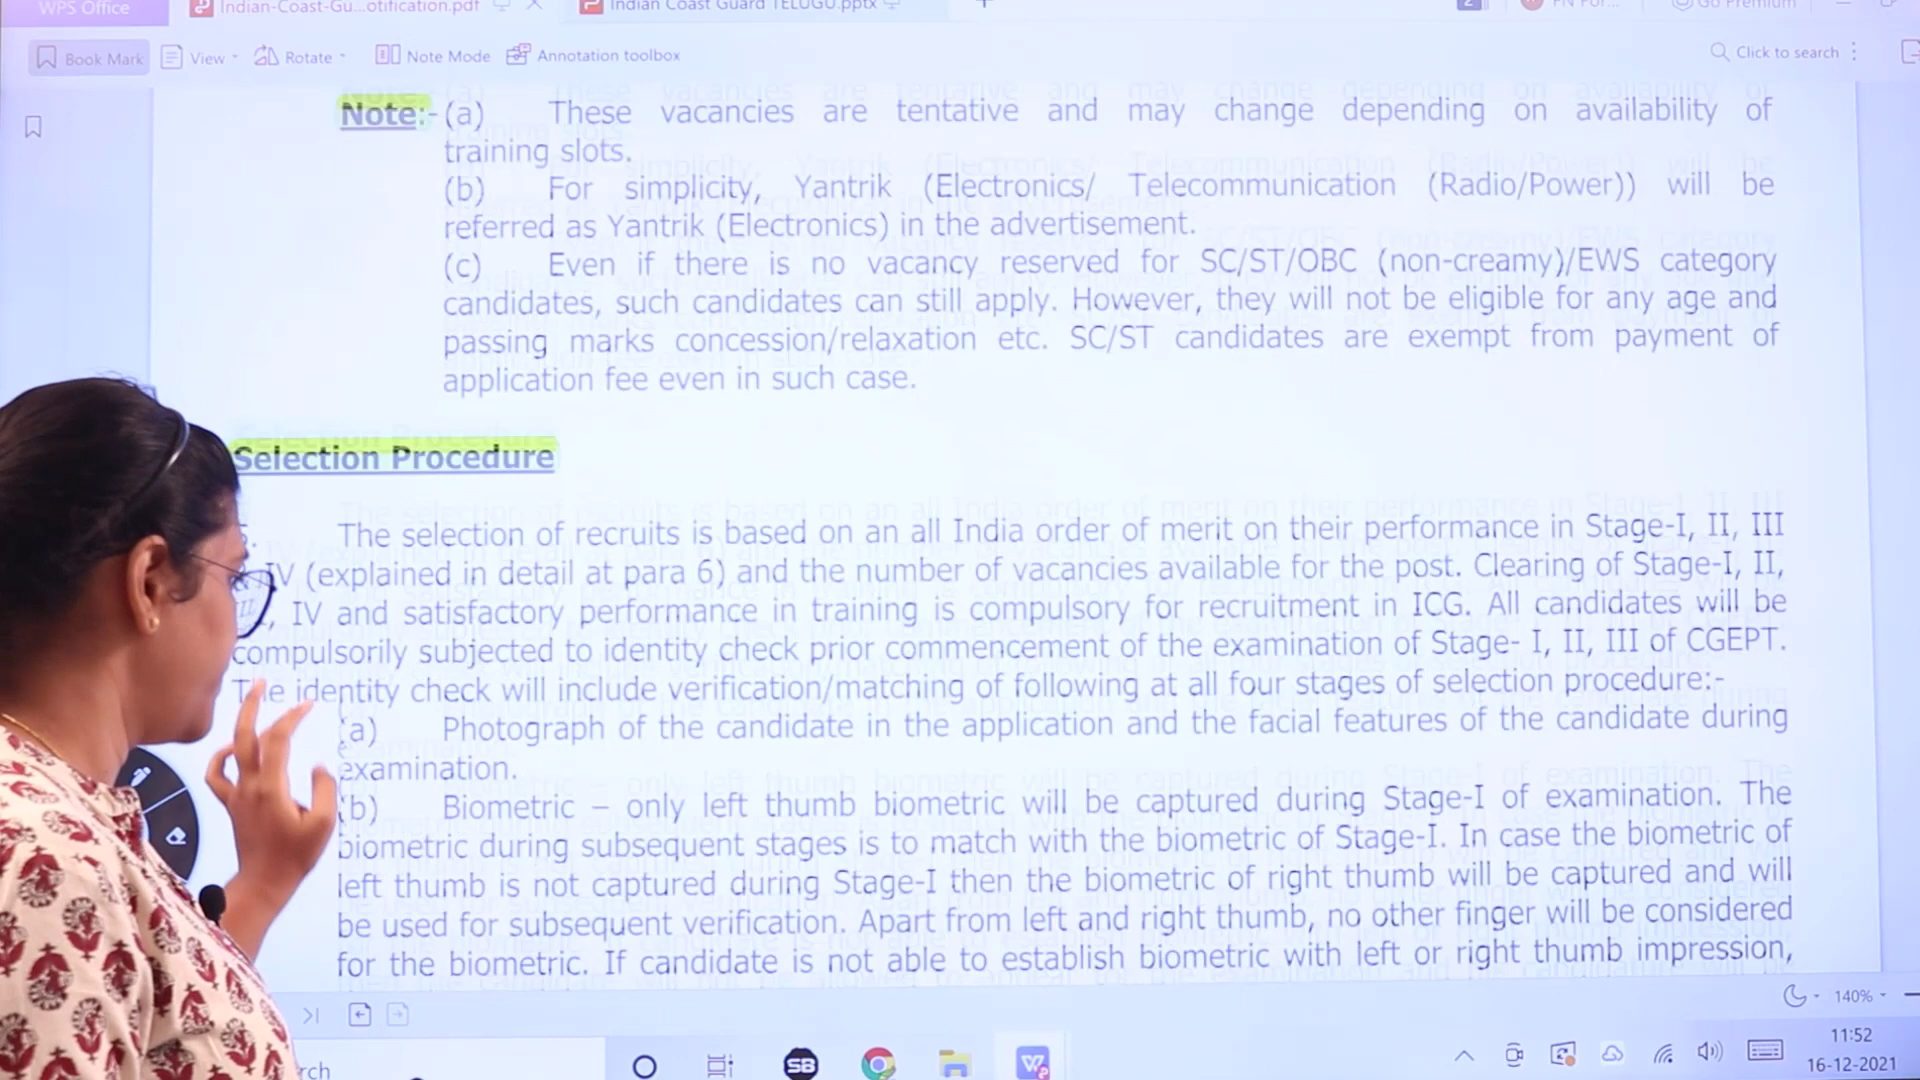 WPS Office
Indian-Coast-Gu...otification.pdf
Indian Coast Guard TELUGU.pptx
Go Premium
Book Mark
View
Rotate
Note Mode
Annotation toolbox
Click to search
Note:- (a) These vacancies are tentative and may change depending on availability of
training slots.
(b) For simplicity, Yantrik (Electronics/ Telecommunication (Radio/Power)) will be
referred as Yantrik (Electronics) in the advertisement.
(c) Even if there is no vacancy reserved for SC/ST/OBC (non-creamy)/EWS category
candidates, such candidates can still apply. However, they will not be eligible for any age and
passing marks concession/relaxation etc. SC/ST candidates are exempt from payment of
application fee even in such case.
Selection Procedure
The selection of recruits is based on an all India order of merit on their performance in Stage-I, II, III
IV (explained in detail at para 6) and the number of vacancies available for the post. Clearing of Stage-I, II,
, IV and satisfactory performance in training is compulsory for recruitment in ICG. All candidates will be
compulsorily subjected to identity check prior commencement of the examination of Stage- I, II, III of CGEPT.
The identity check will include verification/matching of following at all four stages of selection procedure:-
(a) Photograph of the candidate in the application and the facial features of the candidate during
examination.
(b) Biometric – only left thumb biometric will be captured during Stage-I of examination. The
biometric during subsequent stages is to match with the biometric of Stage-I. In case the biometric of
left thumb is not captured during Stage-I then the biometric of right thumb will be captured and will
be used for subsequent verification. Apart from left and right thumb, no other finger will be considered
for the biometric. If candidate is not able to establish biometric with left or right thumb impression,
140%
rch
SB
11:52
16-12-2021